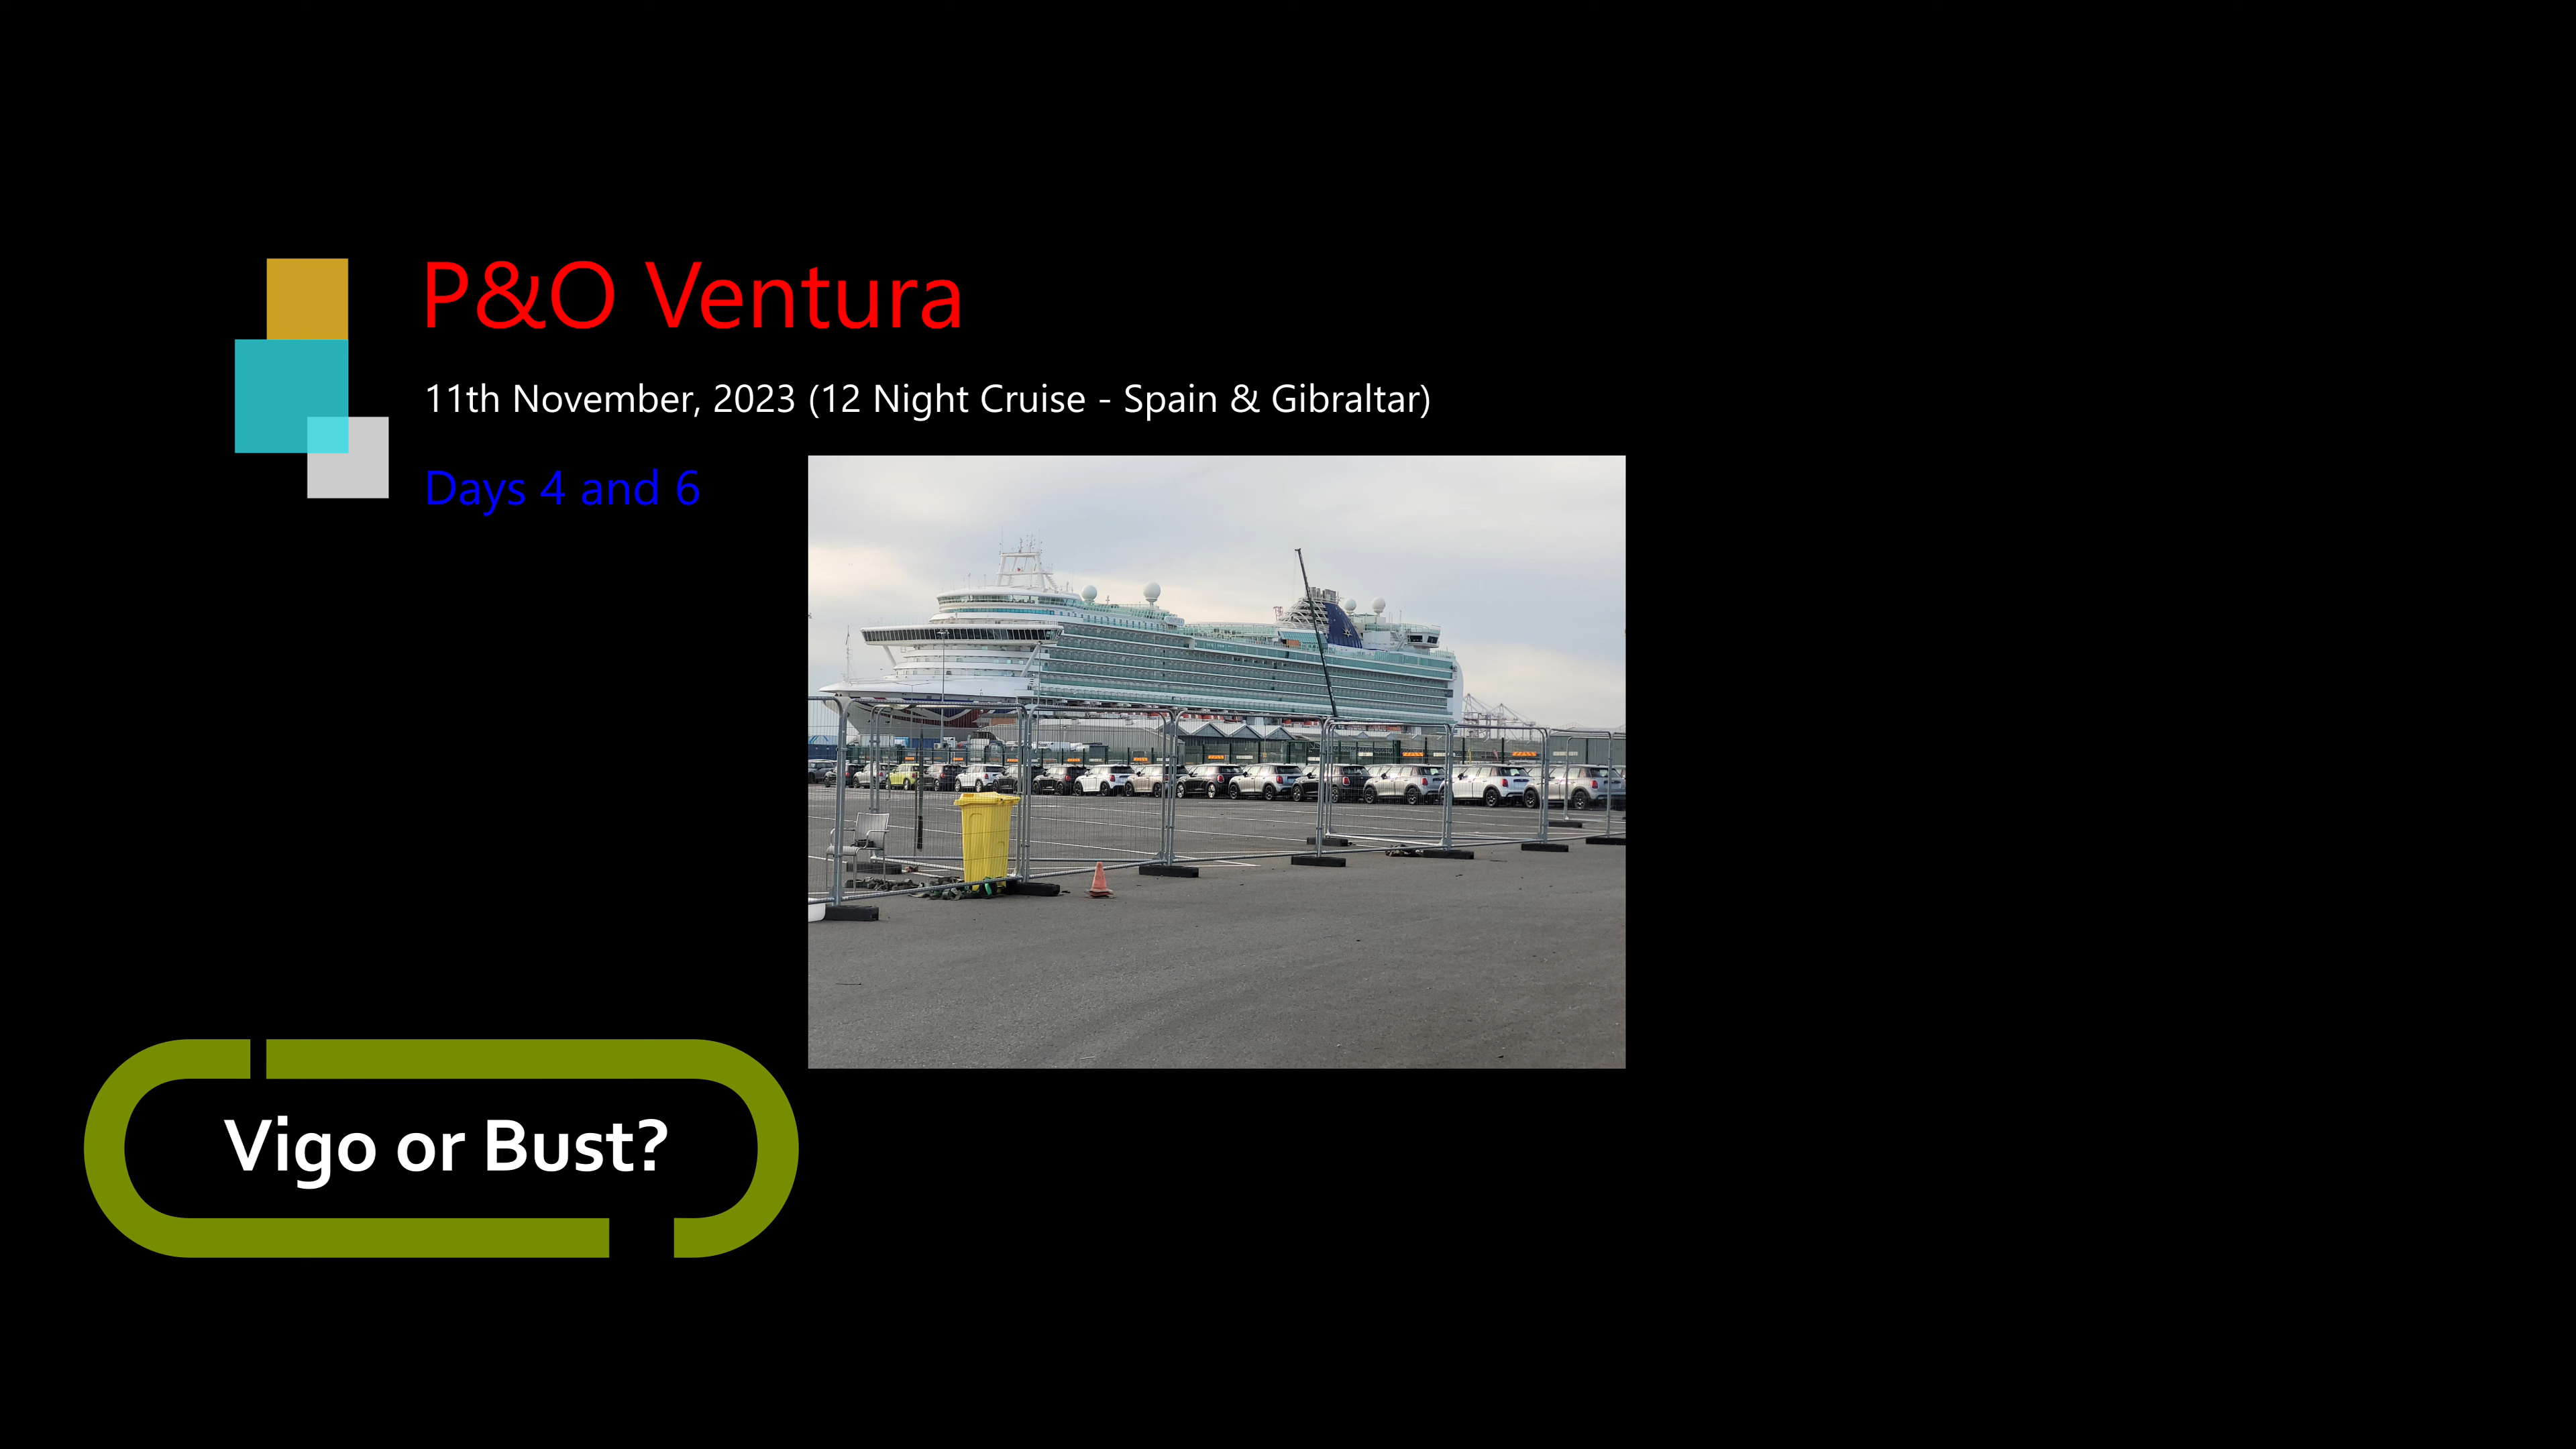 P&O Ventura
11th November, 2023 (12 Night Cruise - Spain & Gibraltar)
Days 4 and 6
Vigo or Bust?